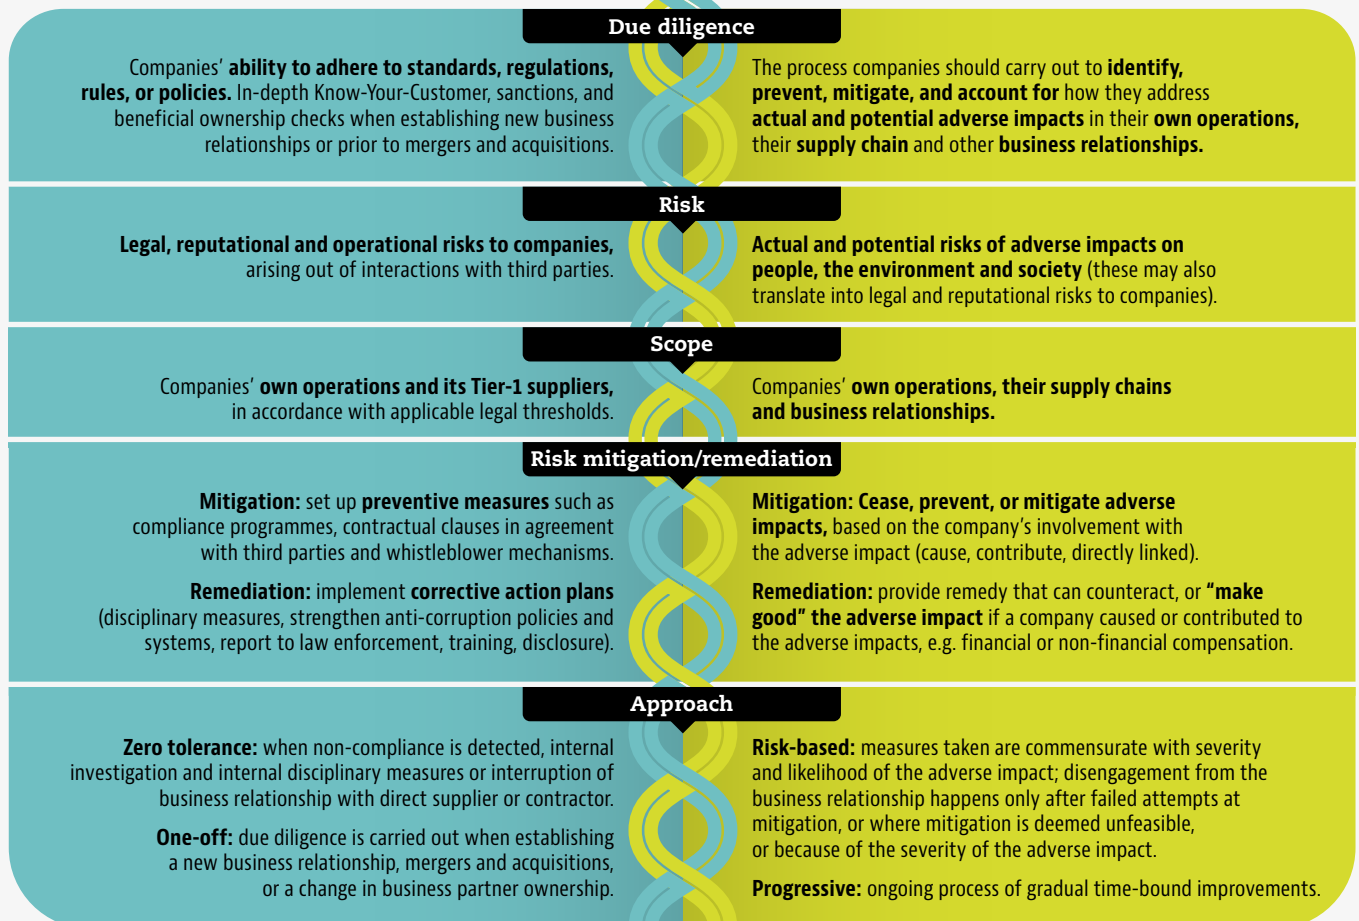 Due diligence
Companies’ ability to adhere to standards, regulations,
rules, or policies. In-depth Know-Your-Customer, sanctions, and
beneficial ownership checks when establishing new business
relationships or prior to mergers and acquisitions.
The process companies should carry out to identify,
prevent, mitigate, and account for how they address
actual and potential adverse impacts in their own operations,
their supply chain and other business relationships.
Risk
Legal, reputational and operational risks to companies,
arising out of interactions with third parties.
Actual and potential risks of adverse impacts on
people, the environment and society (these may also
translate into legal and reputational risks to companies).
Scope
Companies’ own operations and its Tier-1 suppliers,
in accordance with applicable legal thresholds.
Companies’ own operations, their supply chains
and business relationships.
Risk mitigation/remediation
Mitigation: set up preventive measures such as
compliance programmes, contractual clauses in agreement
with third parties and whistleblower mechanisms.
Remediation: implement corrective action plans
(disciplinary measures, strengthen anti-corruption policies and
systems, report to law enforcement, training, disclosure).
Mitigation: Cease, prevent, or mitigate adverse
impacts, based on the company’s involvement with
the adverse impact (cause, contribute, directly linked).
Remediation: provide remedy that can counteract, or “make
good” the adverse impact if a company caused or contributed to
the adverse impacts, e.g. financial or non-financial compensation.
Approach
Zero tolerance: when non-compliance is detected, internal
investigation and internal disciplinary measures or interruption of
business relationship with direct supplier or contractor.
One-off: due diligence is carried out when establishing
a new business relationship, mergers and acquisitions,
or a change in business partner ownership.
Risk-based: measures taken are commensurate with severity
and likelihood of the adverse impact; disengagement from the
business relationship happens only after failed attempts at
mitigation, or where mitigation is deemed unfeasible,
or because of the severity of the adverse impact.
Progressive: ongoing process of gradual time-bound improvements.